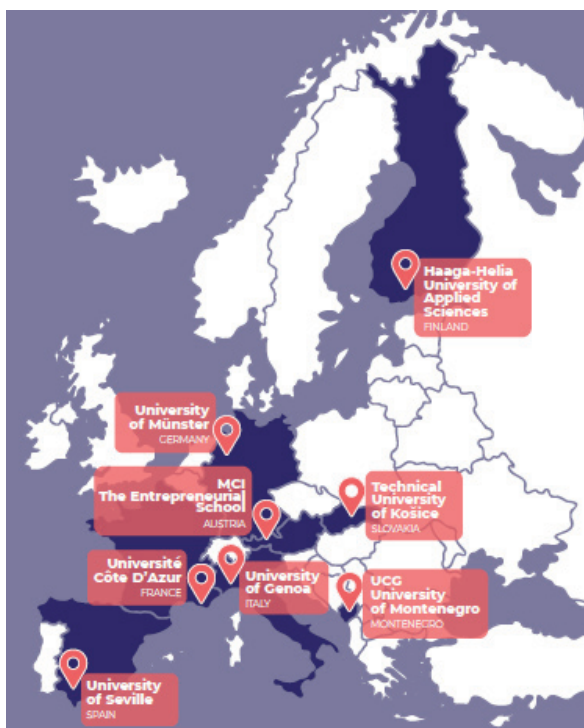 Haaga-Helia
University of
Applied
Sciences
FINLAND
University
of Münster
GERMANY
MCI
The Entrepreneurial
School
AUSTRIA
Technical
University
of Košice
SLOVAKIA
Université
Côte D'Azur
FRANCE
University
of Genoa
ITALY
UCG
University
of Montenegro
MONTENEGRO
University
of Seville
SPAIN